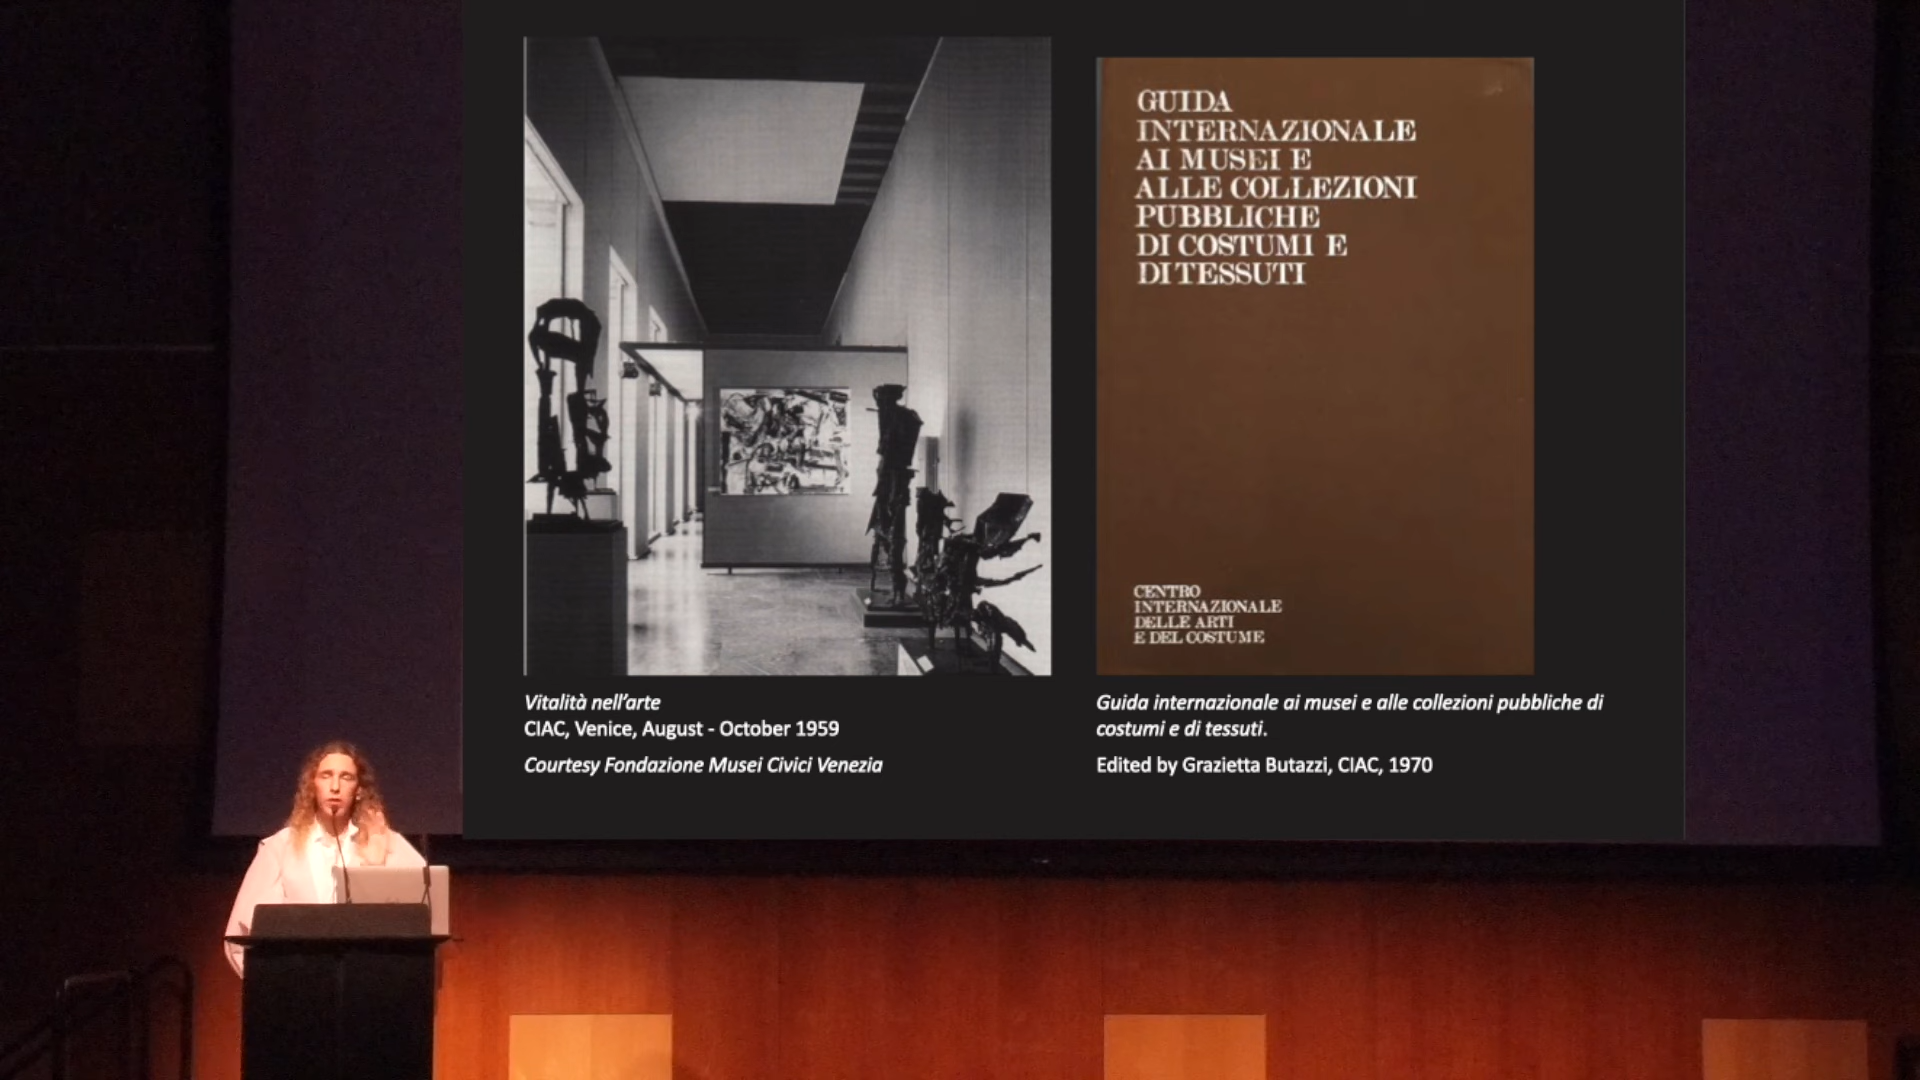 GUIDA
INTERNAZIONALE
AI MUSEI E
ALLE COLLEZIONI
PUBBLICHE
DI COSTUMI E
DI TESSUTI
CENTRO
INTERNAZIONALE
DELLE ARTI
E DEL COSTUME
Vitalità nell'arte
CIAC, Venice, August - October 1959
Courtesy Fondazione Musei Civici Venezia
Guida internazionale ai musei e alle collezioni pubbliche di
costumi e di tessuti.
Edited by Grazietta Butazzi, CIAC, 1970